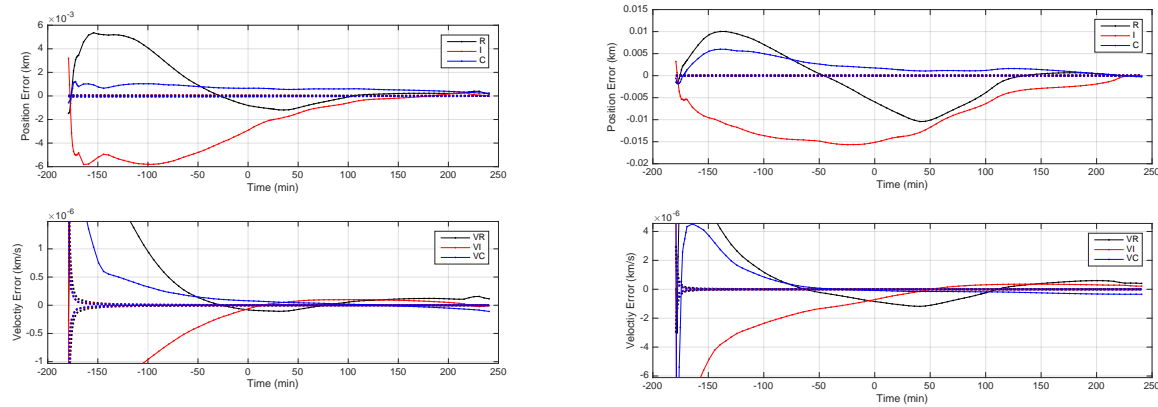 ×10⁻³
6
4
2
0
-2
-4
-6
Position Error (km)
R
I
C
-200 -150 -100 -50 0 50 100 150 200 250
Time (min)
×10⁻⁶
1
0.5
0
-0.5
-1
Veloctiy Error (km/s)
VR
VI
VC
-200 -150 -100 -50 0 50 100 150 200 250
Time (min)
0.015
0.01
0.005
0
-0.005
-0.01
-0.015
-0.02
Position Error (km)
R
I
C
-200 -150 -100 -50 0 50 100 150 200 250
Time (min)
×10⁻⁶
4
2
0
-2
-4
-6
Velocity Error (km/s)
VR
VI
VC
-200 -150 -100 -50 0 50 100 150 200 250
Time (min)